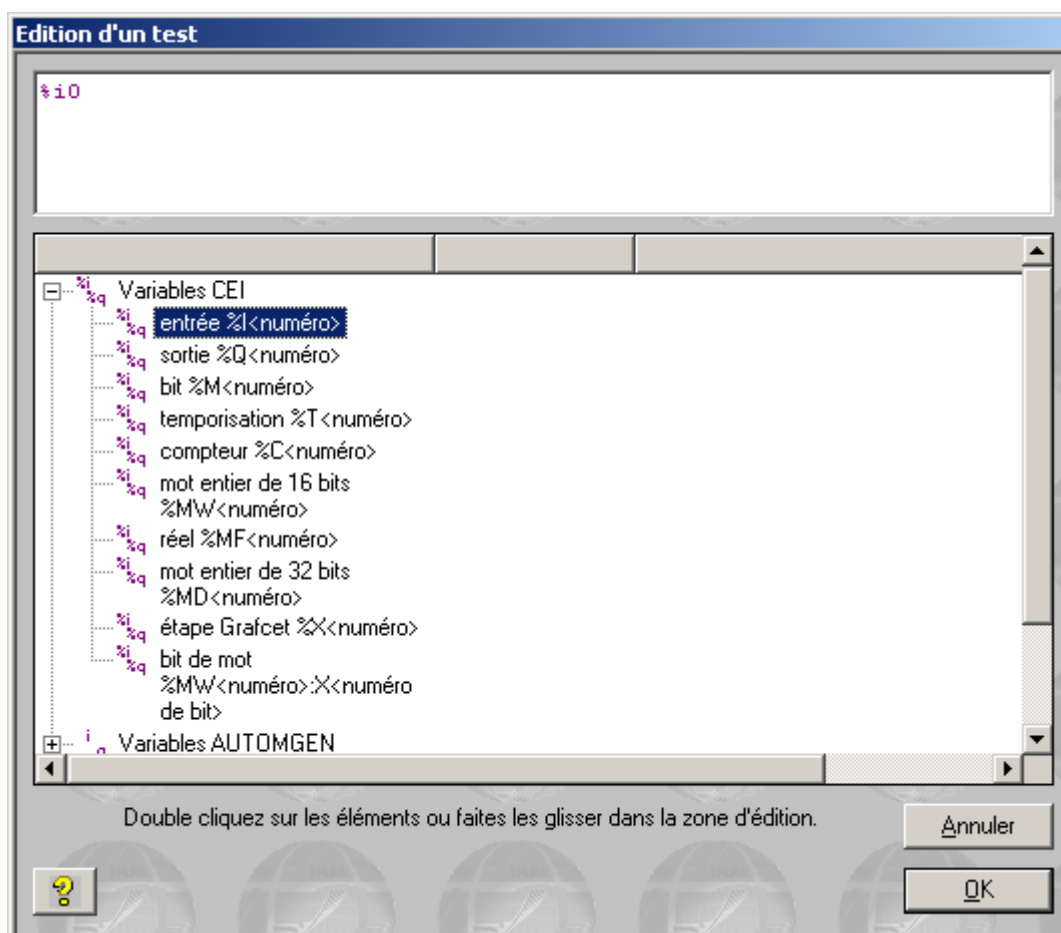 Edition d'un test
%i0
Variables CEI
entrée %I<numéro>
sortie %Q<numéro>
bit %M<numéro>
temporisation %T<numéro>
compteur %C<numéro>
mot entier de 16 bits
%MW<numéro>
réel %MF<numéro>
mot entier de 32 bits
%MD<numéro>
étape Grafcet %X<numéro>
bit de mot
%MW<numéro>:X<numéro
de bit>
Variables AUTOMGEN
Double cliquez sur les éléments ou faites les glisser dans la zone d'édition.
Annuler
OK